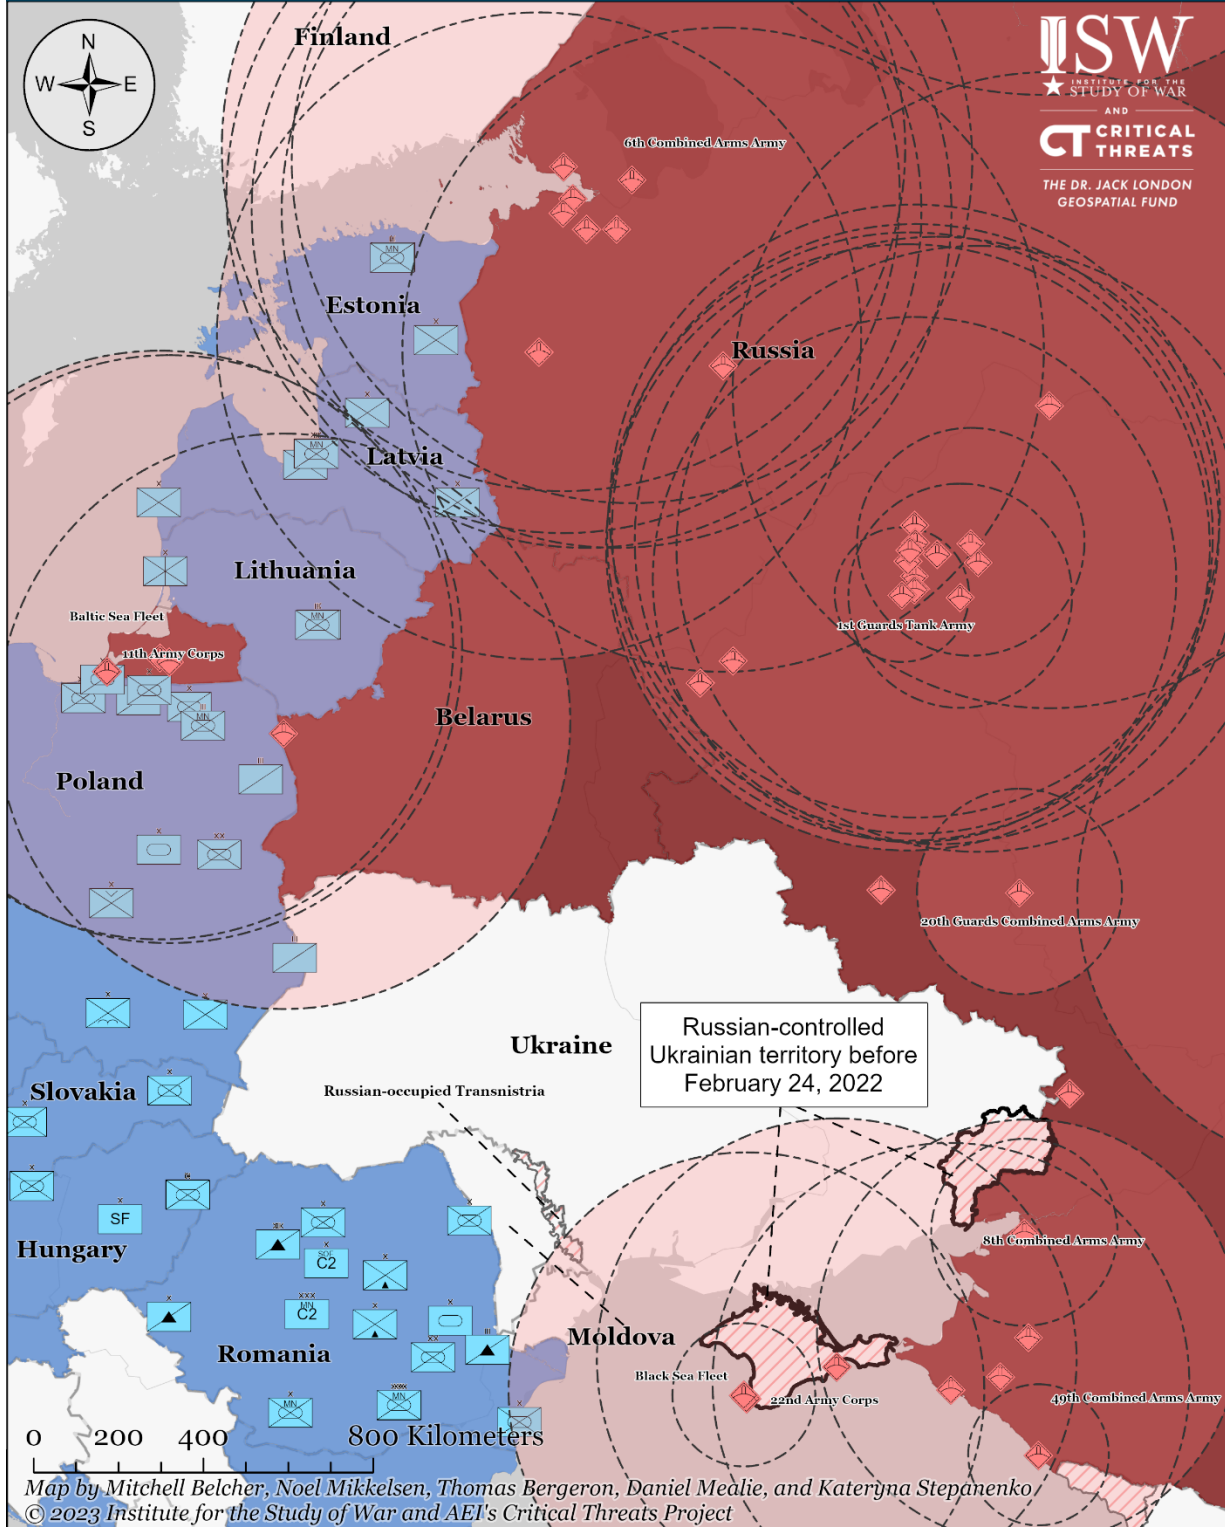 N
W E
S
Finland
ISW
INSTITUTE FOR THE
STUDY OF WAR
AND
CT CRITICAL
THREATS
THE DR. JACK LONDON
GEOSPATIAL FUND
6th Combined Arms Army
MN
Estonia
Russia
MN
Latvia
Lithuania
MN
Baltic Sea Fleet
11th Army Corps
1st Guards Tank Army
MN
Belarus
Poland
20th Guards Combined Arms Army
Russian-controlled
Ukrainian territory before
February 24, 2022
Ukraine
Slovakia
Russian-occupied Transnistria
SF
Hungary
8th Combined Arms Army
C2
MN
C2
Moldova
Romania
Black Sea Fleet
22nd Army Corps
49th Combined Arms Army
MN
MN
0 200 400 800 Kilometers
Map by Mitchell Belcher, Noel Mikkelsen, Thomas Bergeron, Daniel Mealie, and Kateryna Stepanenko
© 2023 Institute for the Study of War and AEI's Critical Threats Project